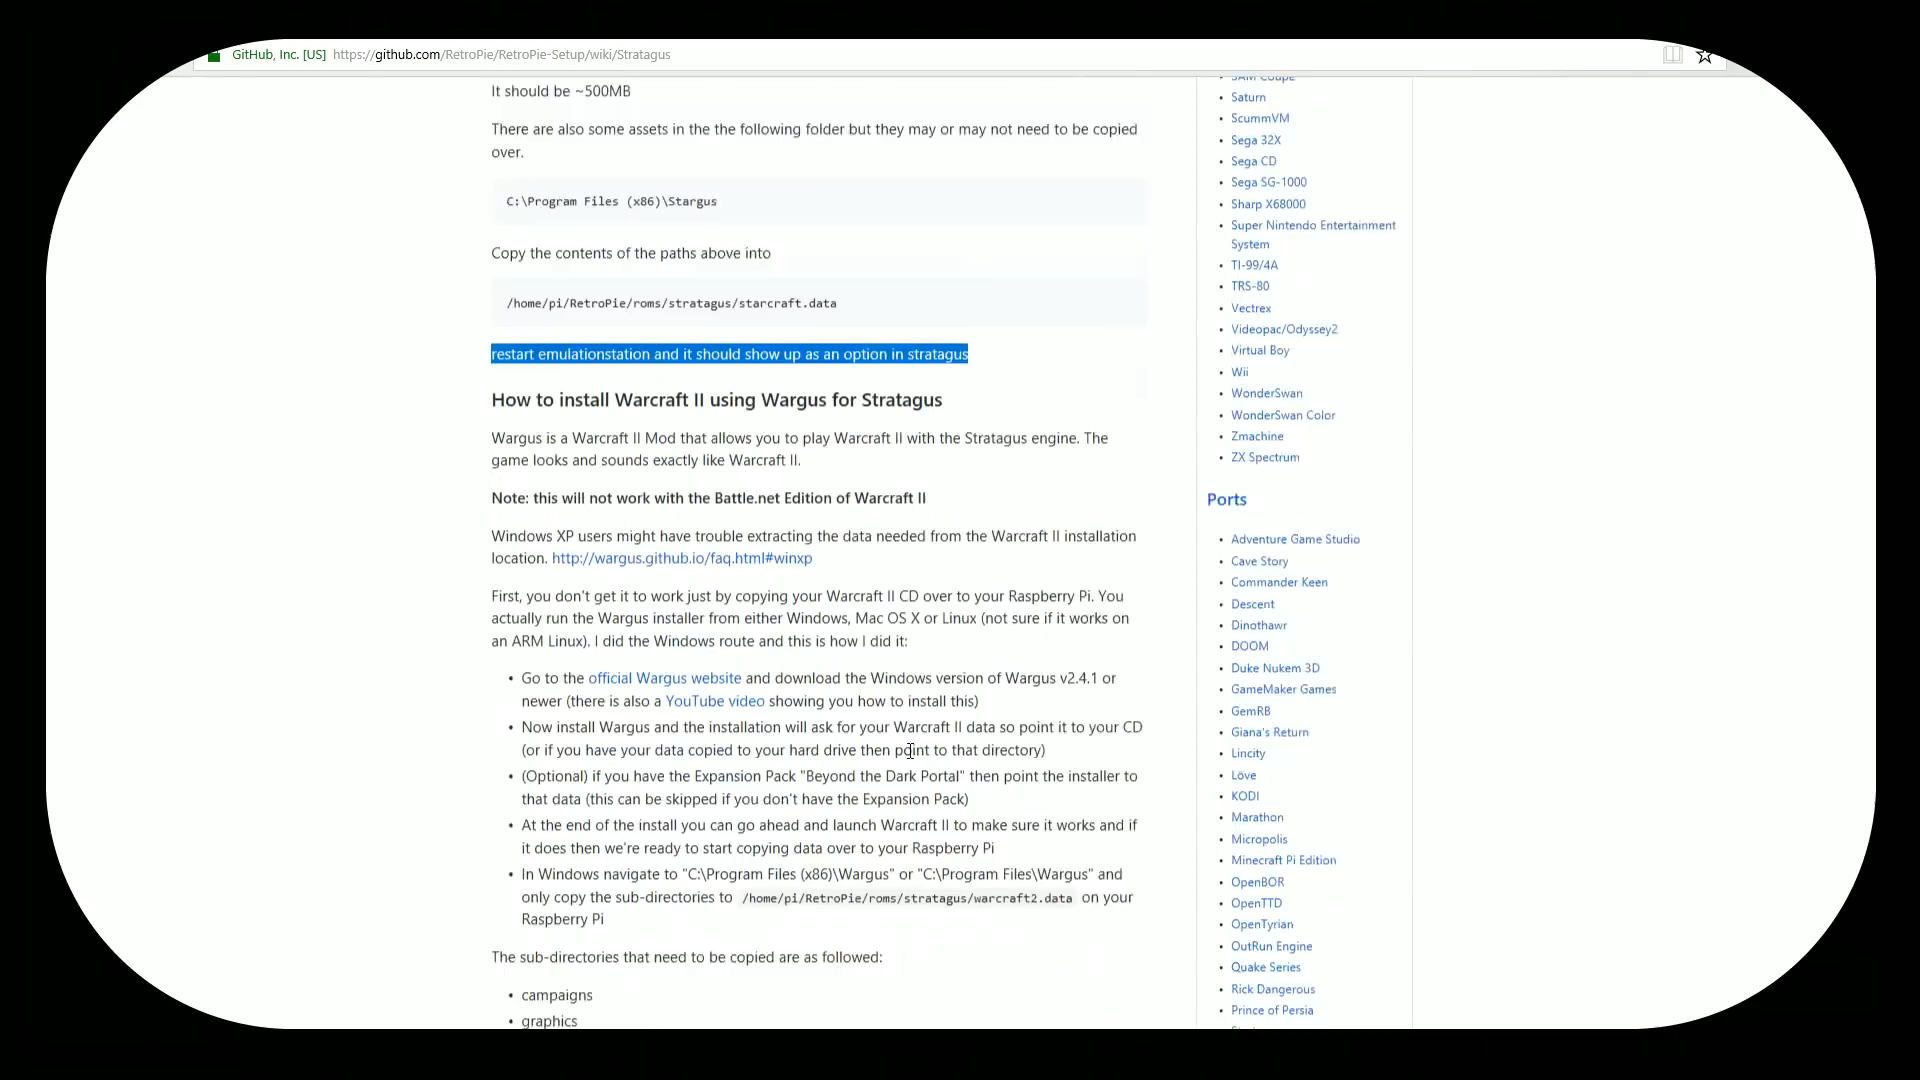 GitHub, Inc. [US] https://github.com/RetroPie/RetroPie-Setup/wiki/Stratagus
It should be ~500MB
There are also some assets in the the following folder but they may or may not need to be copied
over.
C:\Program Files (x86)\Stargus
Copy the contents of the paths above into
/home/pi/RetroPie/roms/stratagus/starcraft.data
restart emulationstation and it should show up as an option in stratagus
How to install Warcraft II using Wargus for Stratagus
Wargus is a Warcraft II Mod that allows you to play Warcraft II with the Stratagus engine. The
game looks and sounds exactly like Warcraft II.
Note: this will not work with the Battle.net Edition of Warcraft II
Windows XP users might have trouble extracting the data needed from the Warcraft II installation
location. http://wargus.github.io/faq.html#winxp
First, you don't get it to work just by copying your Warcraft II CD over to your Raspberry Pi. You
actually run the Wargus installer from either Windows, Mac OS X or Linux (not sure if it works on
an ARM Linux). I did the Windows route and this is how I did it:
• Go to the official Wargus website and download the Windows version of Wargus v2.4.1 or
newer (there is also a YouTube video showing you how to install this)
• Now install Wargus and the installation will ask for your Warcraft II data so point it to your CD
(or if you have your data copied to your hard drive then point to that directory)
• (Optional) if you have the Expansion Pack "Beyond the Dark Portal" then point the installer to
that data (this can be skipped if you don't have the Expansion Pack)
• At the end of the install you can go ahead and launch Warcraft II to make sure it works and if
it does then we're ready to start copying data over to your Raspberry Pi
• In Windows navigate to "C:\Program Files (x86)\Wargus" or "C:\Program Files\Wargus" and
only copy the sub-directories to /home/pi/RetroPie/roms/stratagus/warcraft2.data on your
Raspberry Pi
The sub-directories that need to be copied are as followed:
• campaigns
• graphics
• SAM Coupe
• Saturn
• ScummVM
• Sega 32X
• Sega CD
• Sega SG-1000
• Sharp X68000
• Super Nintendo Entertainment
System
• TI-99/4A
• TRS-80
• Vectrex
• Videopac/Odyssey2
• Virtual Boy
• Wii
• WonderSwan
• WonderSwan Color
• Zmachine
• ZX Spectrum
Ports
• Adventure Game Studio
• Cave Story
• Commander Keen
• Descent
• Dinothawr
• DOOM
• Duke Nukem 3D
• GameMaker Games
• GemRB
• Giana's Return
• Lincity
• Löve
• KODI
• Marathon
• Micropolis
• Minecraft Pi Edition
• OpenBOR
• OpenTTD
• OpenTyrian
• OutRun Engine
• Quake Series
• Rick Dangerous
• Prince of Persia